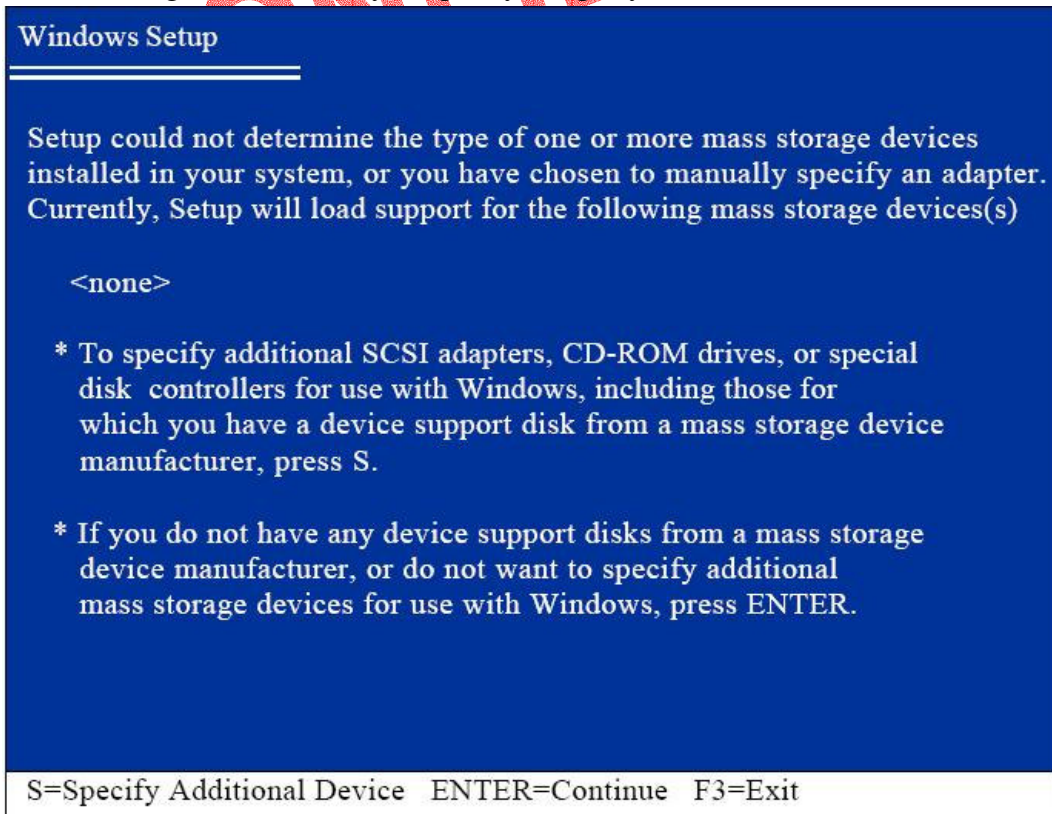 Windows Setup
Setup could not determine the type of one or more mass storage devices
installed in your system, or you have chosen to manually specify an adapter.
Currently, Setup will load support for the following mass storage devices(s)
<none>
* To specify additional SCSI adapters, CD-ROM drives, or special
disk controllers for use with Windows, including those for
which you have a device support disk from a mass storage device
manufacturer, press S.
* If you do not have any device support disks from a mass storage
device manufacturer, or do not want to specify additional
mass storage devices for use with Windows, press ENTER.
S=Specify Additional Device ENTER=Continue F3=Exit